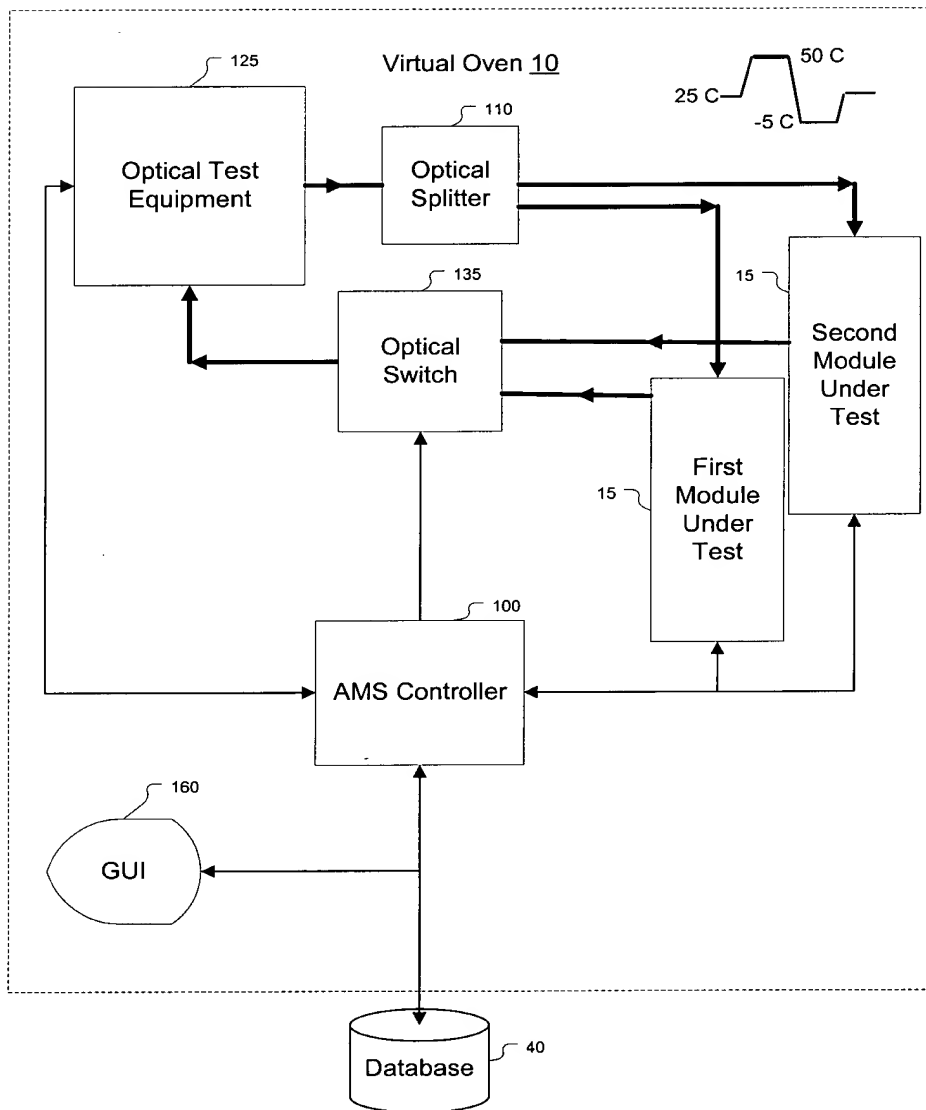 125
Virtual Oven 10
50 C
25 C
-5 C
110
Optical Test
Equipment
Optical
Splitter
135
15
Optical
Switch
Second
Module
Under
Test
15
First
Module
Under
Test
100
AMS Controller
160
GUI
Database
40